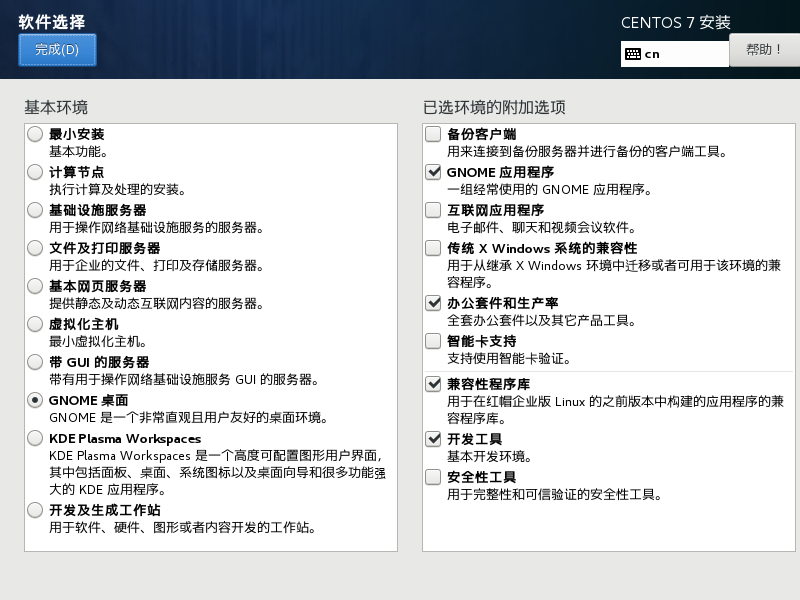 软件选择
完成(D)
CENTOS 7 安装
cn
帮助！
基本环境
最小安装
基本功能。
计算节点
执行计算及处理的安装。
基础设施服务器
用于操作网络基础设施服务的服务器。
文件及打印服务器
用于企业的文件、打印及存储服务器。
基本网页服务器
提供静态及动态互联网内容的服务器。
虚拟化主机
最小虚拟化主机。
带 GUI 的服务器
带有用于操作网络基础设施服务 GUI 的服务器。
GNOME 桌面
GNOME 是一个非常直观且用户友好的桌面环境。
KDE Plasma Workspaces
KDE Plasma Workspaces 是一个高度可配置图形用户界面，
其中包括面板、桌面、系统图标以及桌面向导和很多功能强
大的 KDE 应用程序。
开发及生成工作站
用于软件、硬件、图形或者内容开发的工作站。
已选环境的附加选项
备份客户端
用来连接到备份服务器并进行备份的客户端工具。
GNOME 应用程序
一组经常使用的 GNOME 应用程序。
互联网应用程序
电子邮件、聊天和视频会议软件。
传统 X Windows 系统的兼容性
用于从继承 X Windows 环境中迁移或者可用于该环境的兼
容程序。
办公套件和生产率
全套办公套件以及其它产品工具。
智能卡支持
支持使用智能卡验证。
兼容性程序库
用于在红帽企业版 Linux 的之前版本中构建的应用程序的兼
容程序库。
开发工具
基本开发环境。
安全性工具
用于完整性和可信验证的安全性工具。